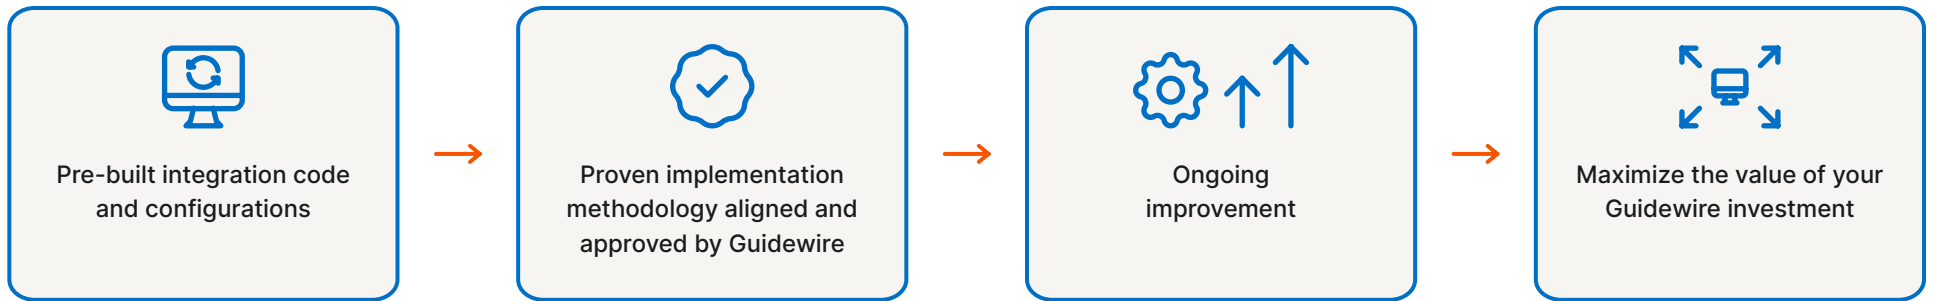 Pre-built integration code
and configurations
Proven implementation
methodology aligned and
approved by Guidewire
Ongoing
improvement
Maximize the value of your
Guidewire investment